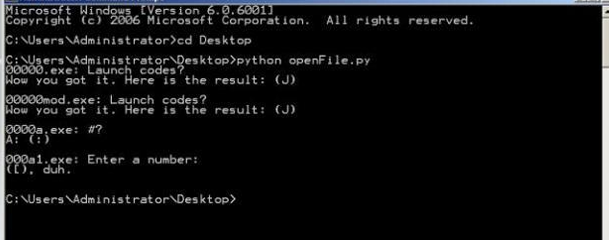 Microsoft Windows [Version 6.0.6001]
Copyright (c) 2006 Microsoft Corporation.  All rights reserved.
C:\Users\Administrator>cd Desktop
C:\Users\Administrator\Desktop>python openFile.py
00000.exe: Launch codes?
Wow you got it. Here is the result: (J)
00000mod.exe: Launch codes?
Wow you got it. Here is the result: (J)
0000a.exe: #?
A: (:)
000a1.exe: Enter a number:
([), duh.
C:\Users\Administrator\Desktop>